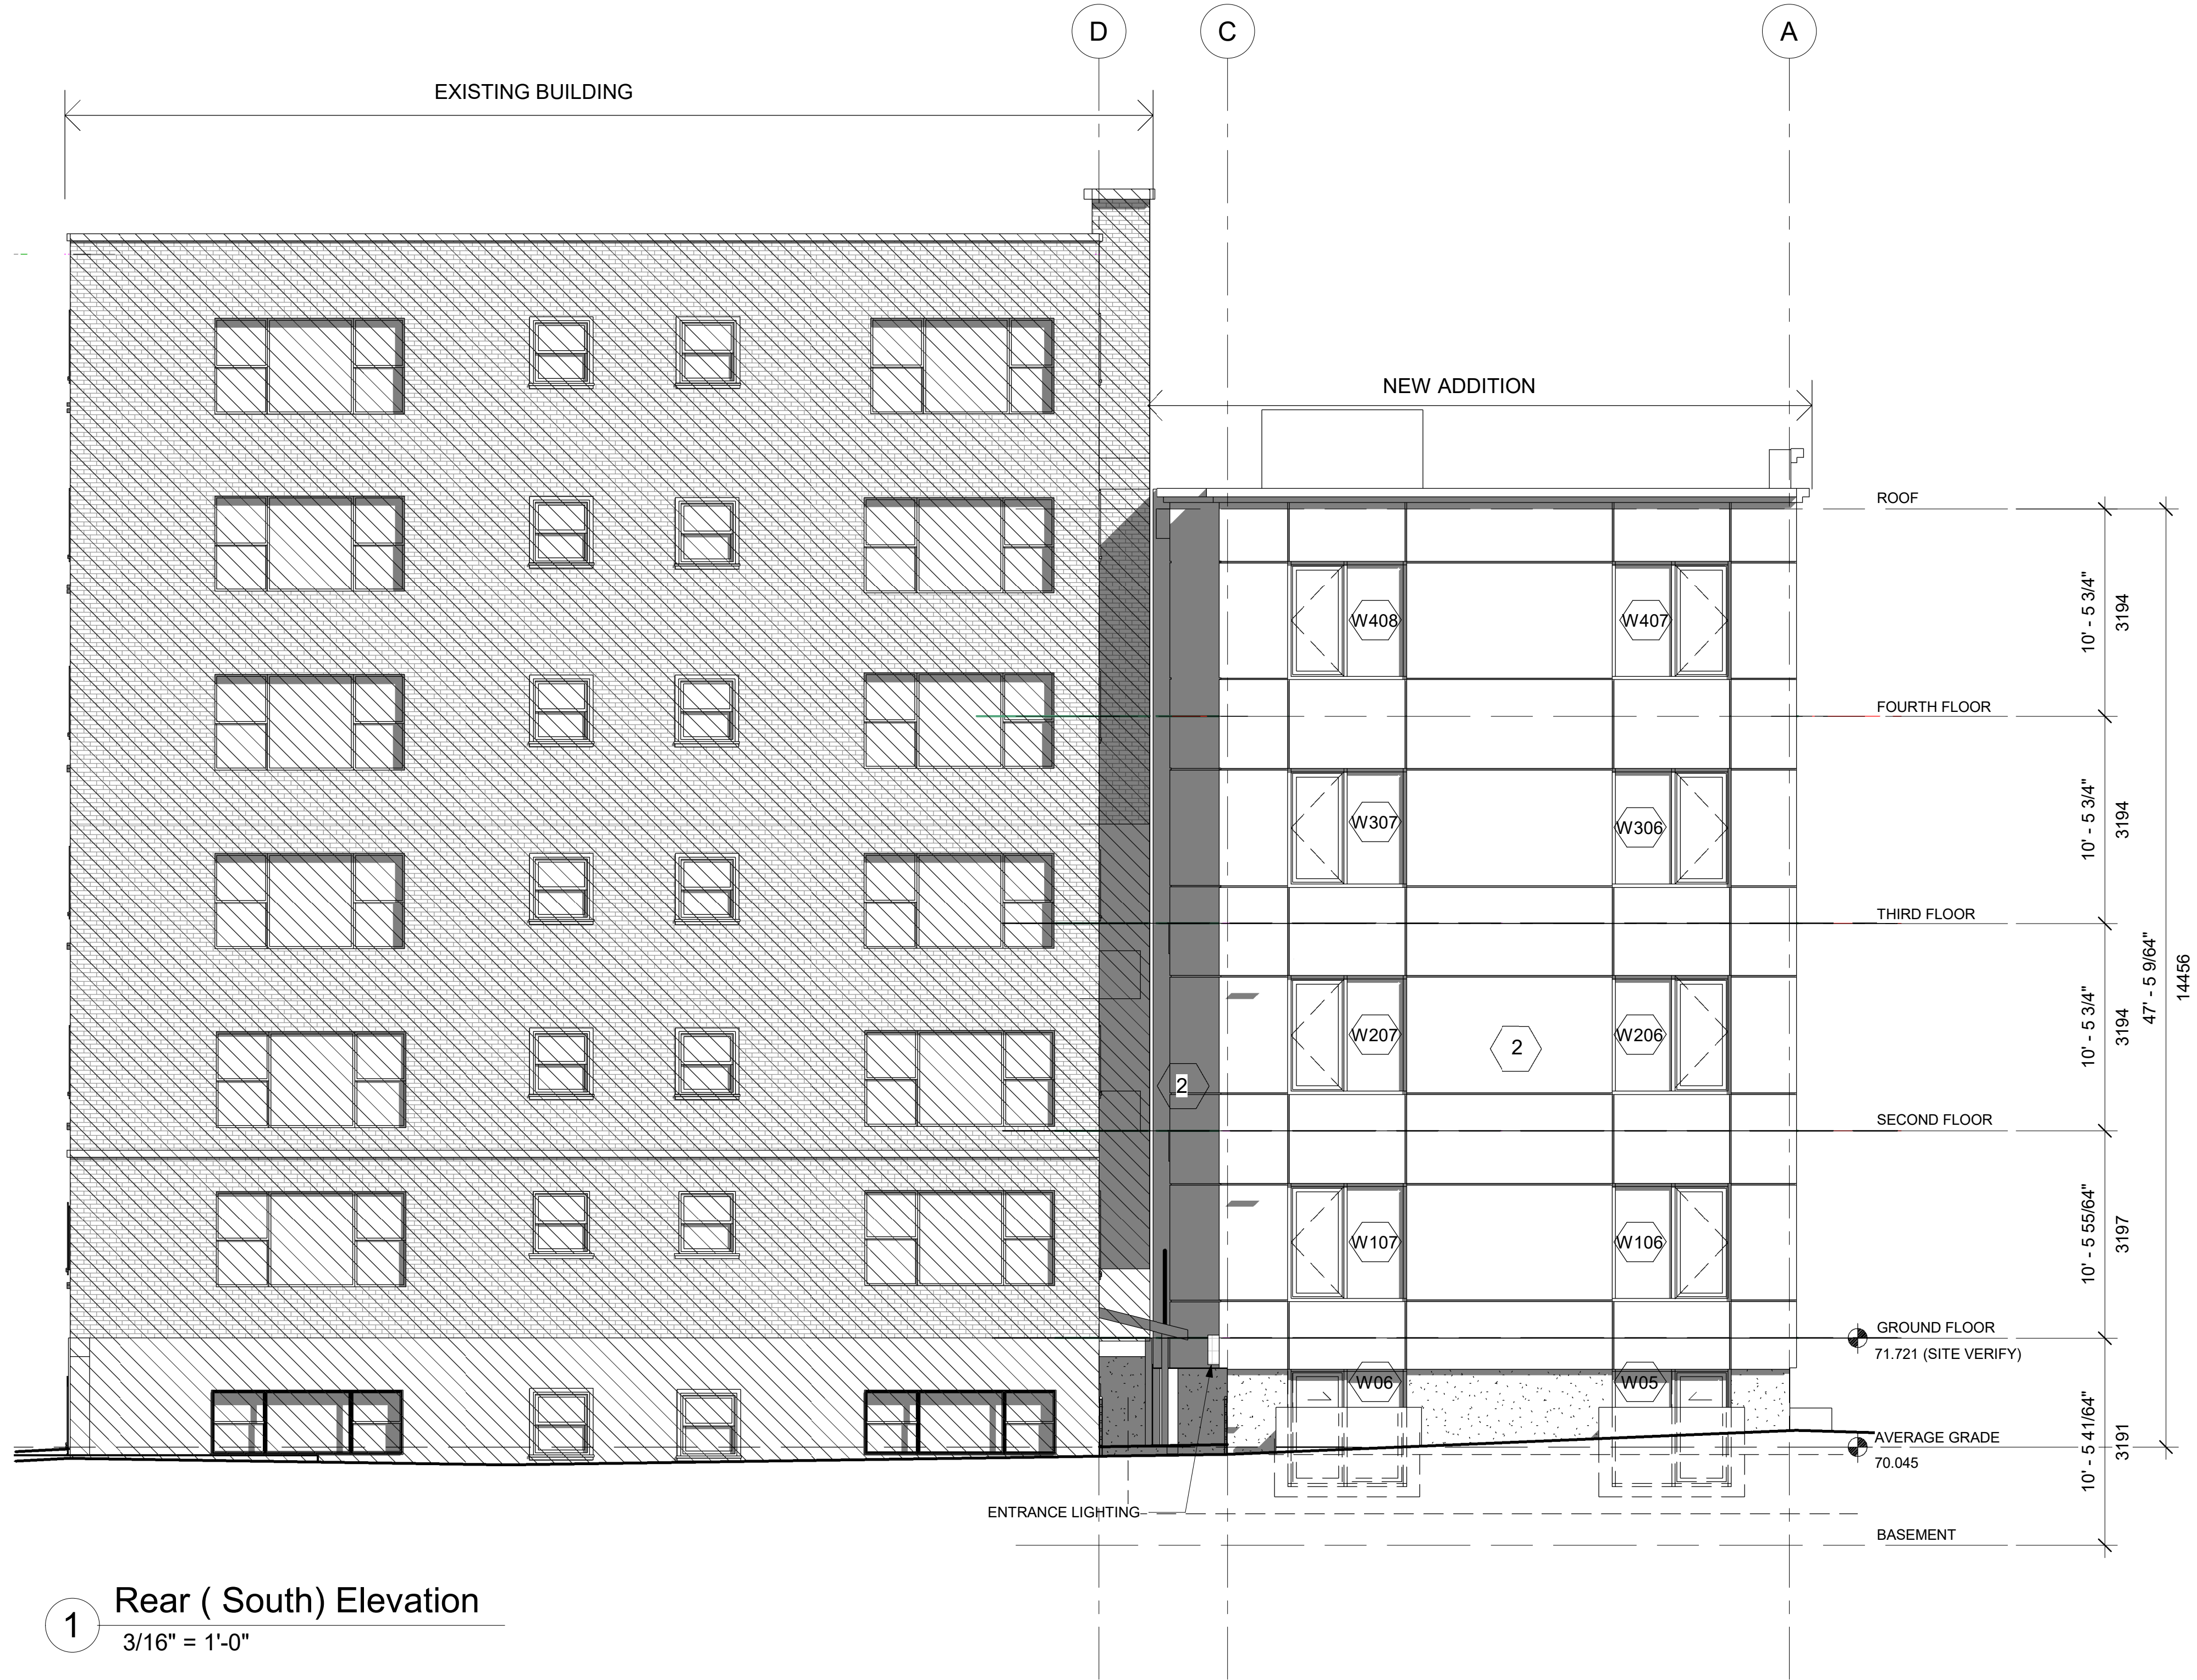 D
C
A
EXISTING BUILDING
NEW ADDITION
ROOF
10' - 5 3/4"
3194
W408
W407
FOURTH FLOOR
10' - 5 3/4"
3194
W307
W306
THIRD FLOOR
47' - 5 9/64"
14456
10' - 5 3/4"
3194
W207
W206
2
2
SECOND FLOOR
10' - 5 55/64"
3197
W107
W106
GROUND FLOOR
71.721 (SITE VERIFY)
W06
W05
AVERAGE GRADE
70.045
10' - 5 41/64"
3191
ENTRANCE LIGHTING
BASEMENT
1
Rear ( South) Elevation
3/16" = 1'-0"